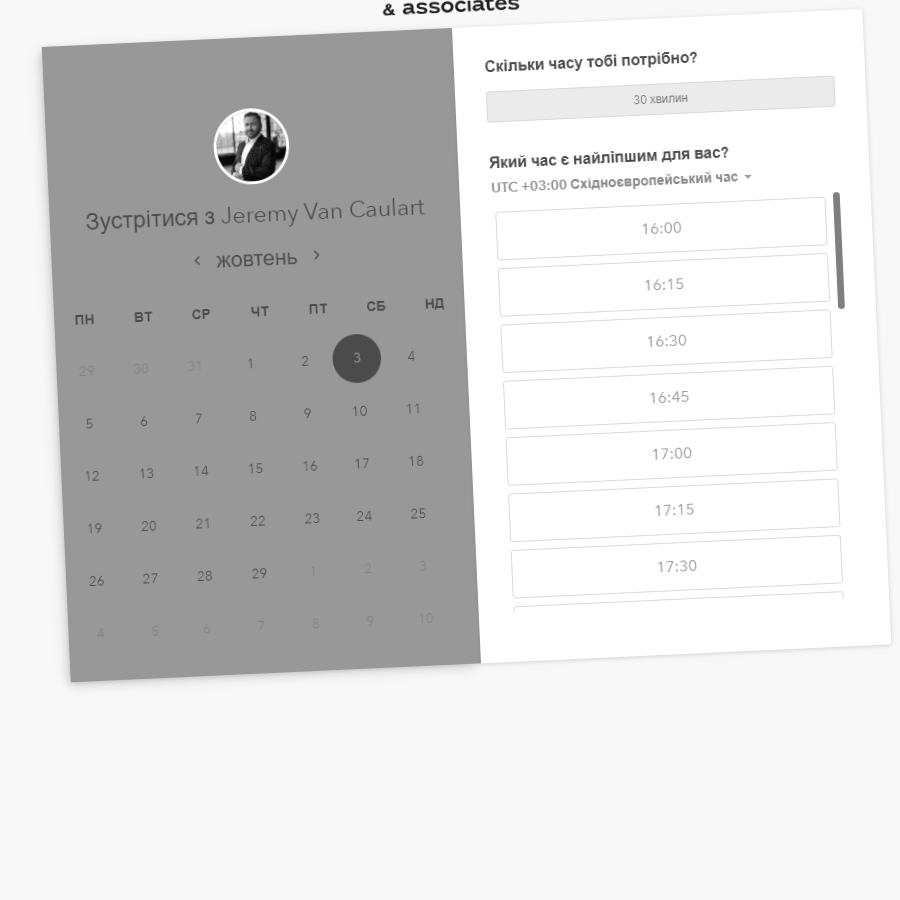 & associates
Зустрітися з Jeremy Van Caulart
жовтень
ПН ВТ СР ЧТ ПТ СБ НД
29 30 31 1 2 3 4
5 6 7 8 9 10 11
12 13 14 15 16 17 18
19 20 21 22 23 24 25
26 27 28 29 1 2 3
4 5 6 7 8 9 10
Скільки часу тобі потрібно?
30 хвилин
Який час є найліпшим для вас?
UTC +03:00 Східноєвропейський час
16:00
16:15
16:30
16:45
17:00
17:15
17:30